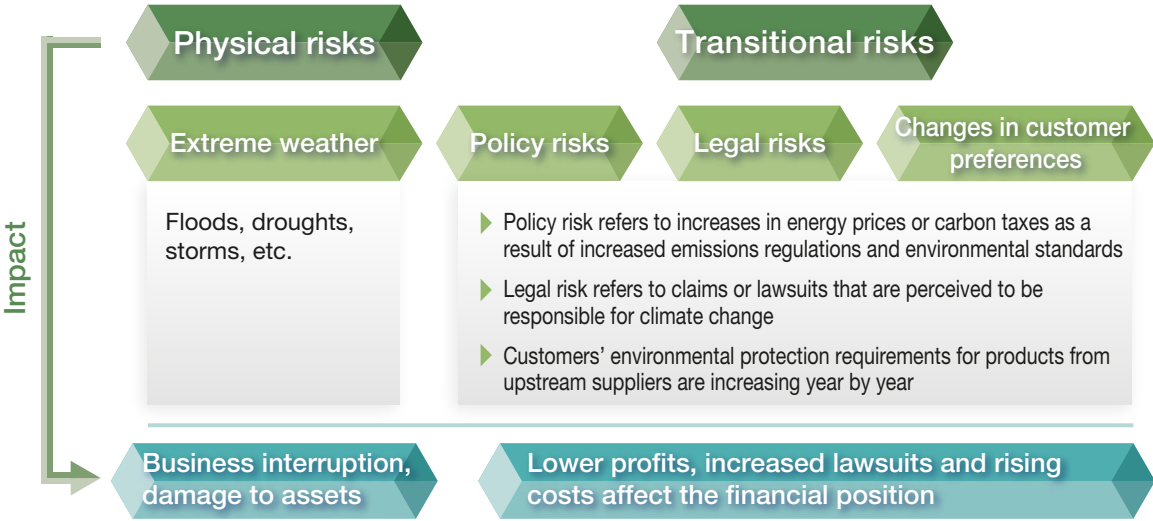 Physical risks
Transitional risks
Extreme weather
Policy risks
Legal risks
Changes in customer
preferences
Impact
Floods, droughts,
storms, etc.
Policy risk refers to increases in energy prices or carbon taxes as a
result of increased emissions regulations and environmental standards
Legal risk refers to claims or lawsuits that are perceived to be
responsible for climate change
Customers’ environmental protection requirements for products from
upstream suppliers are increasing year by year
Business interruption,
damage to assets
Lower profits, increased lawsuits and rising
costs affect the financial position